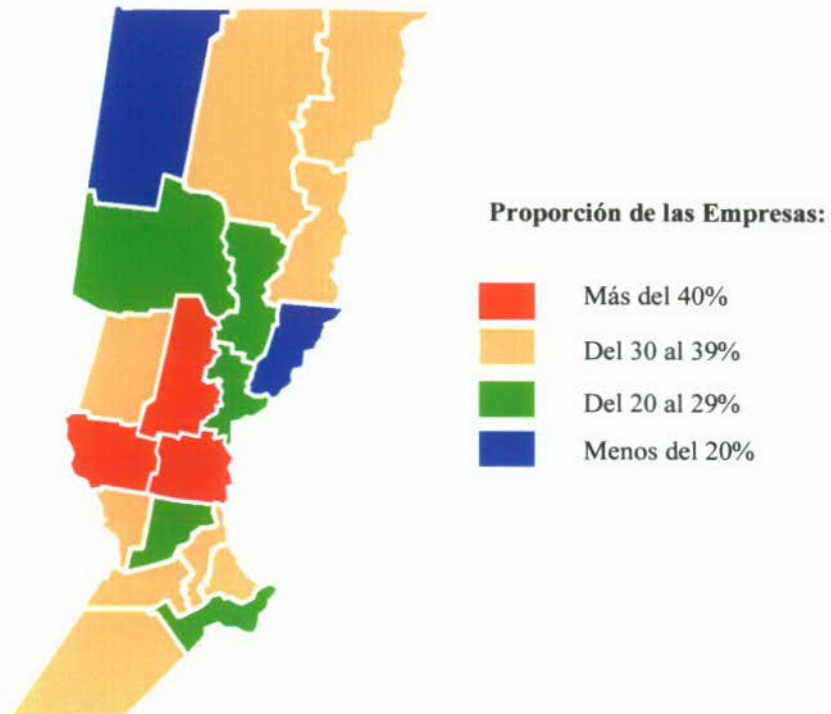 Proporción de las Empresas:
Más del 40%
Del 30 al 39%
Del 20 al 29%
Menos del 20%